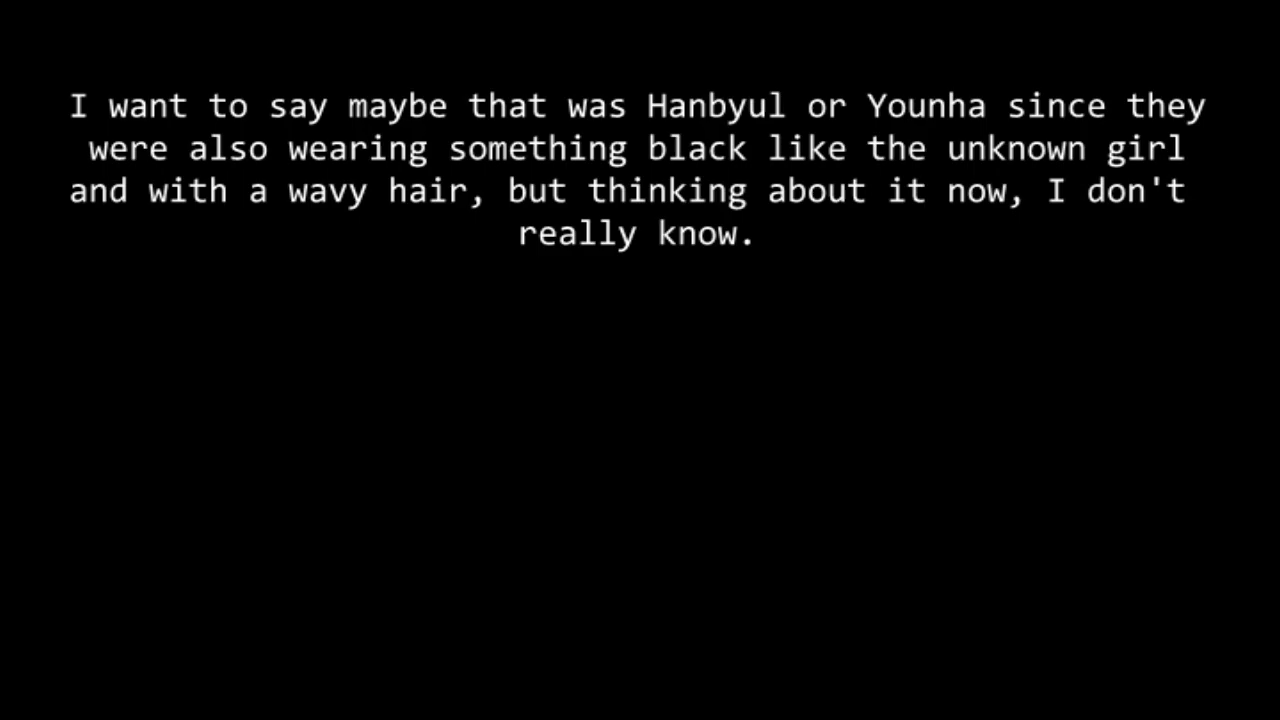 I want to say maybe that was Hanbyul or Younha since they
were also wearing something black like the unknown girl
and with a wavy hair, but thinking about it now, I don't
really know.